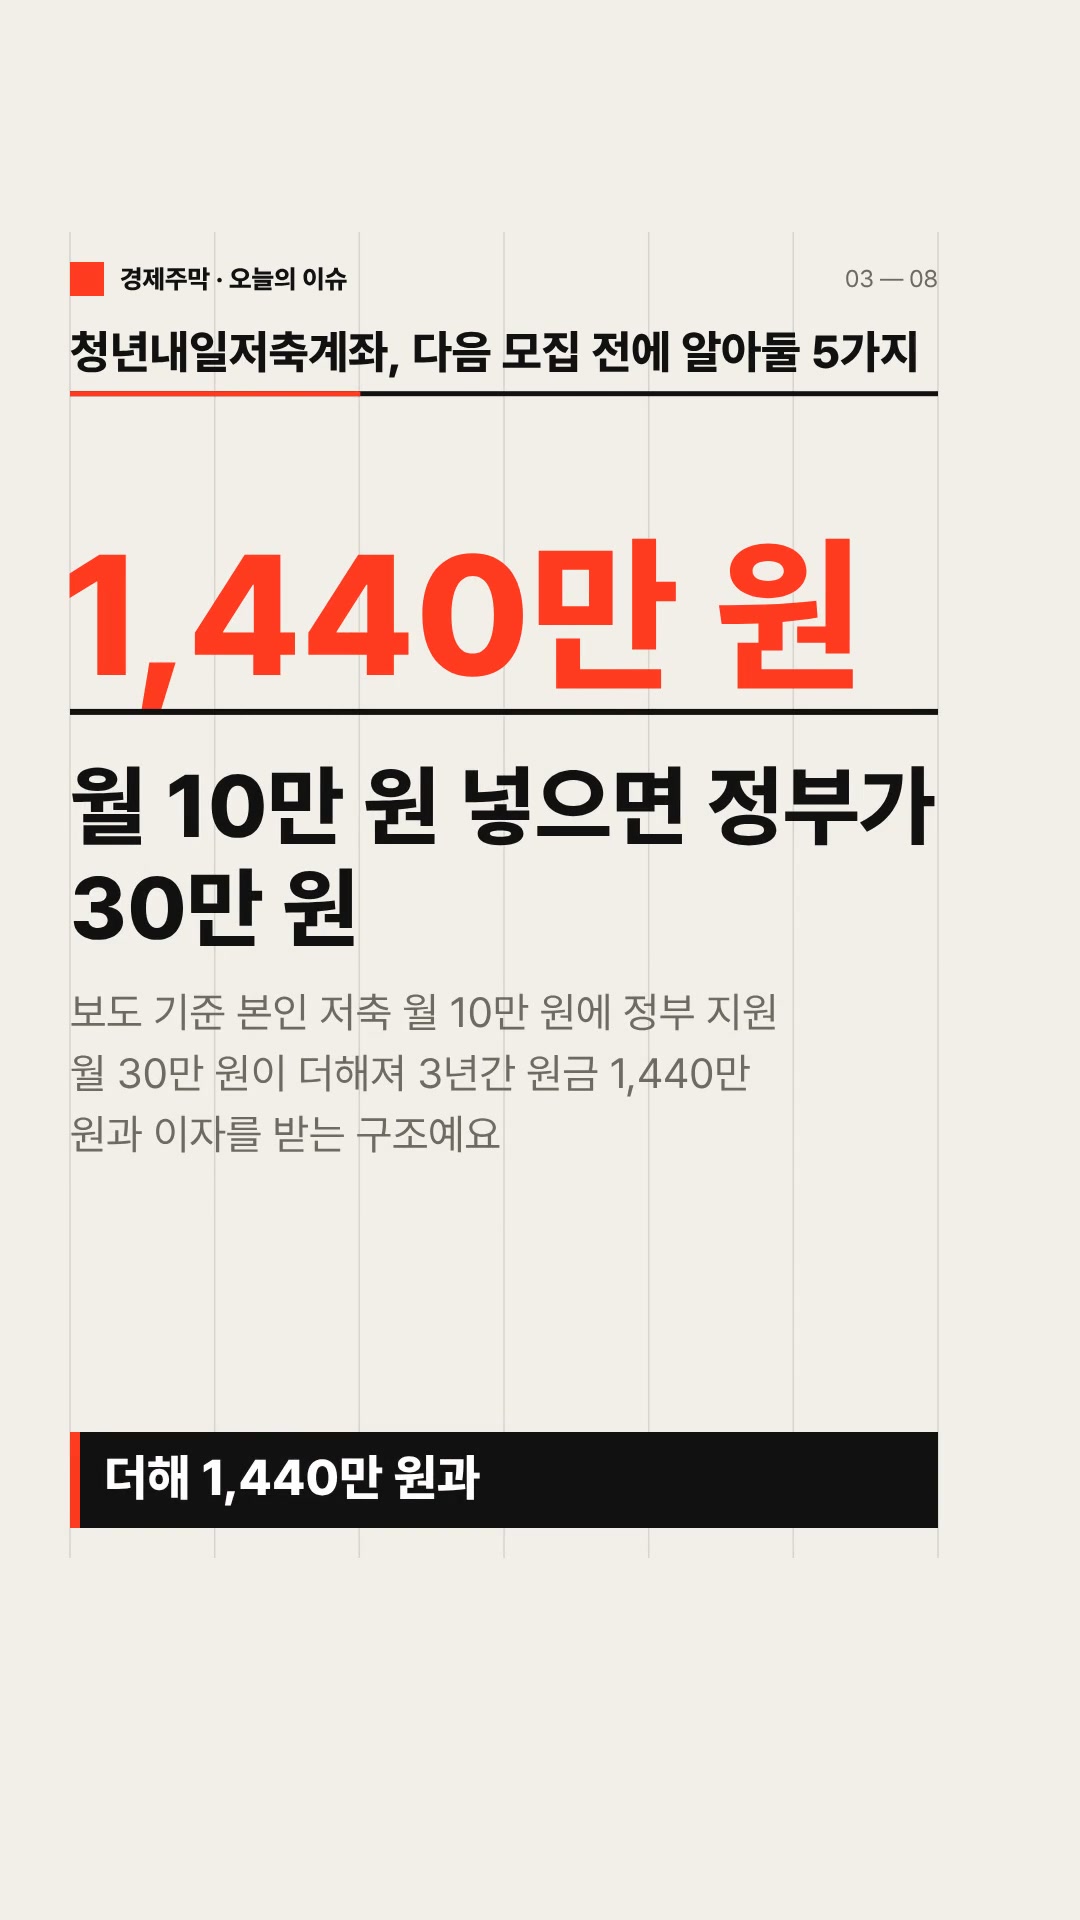 경제주막 · 오늘의 이슈
03 — 08
청년내일저축계좌, 다음 모집 전에 알아둘 5가지
1,440만 원
월 10만 원 넣으면 정부가
30만 원
보도 기준 본인 저축 월 10만 원에 정부 지원
월 30만 원이 더해져 3년간 원금 1,440만
원과 이자를 받는 구조예요
더해 1,440만 원과